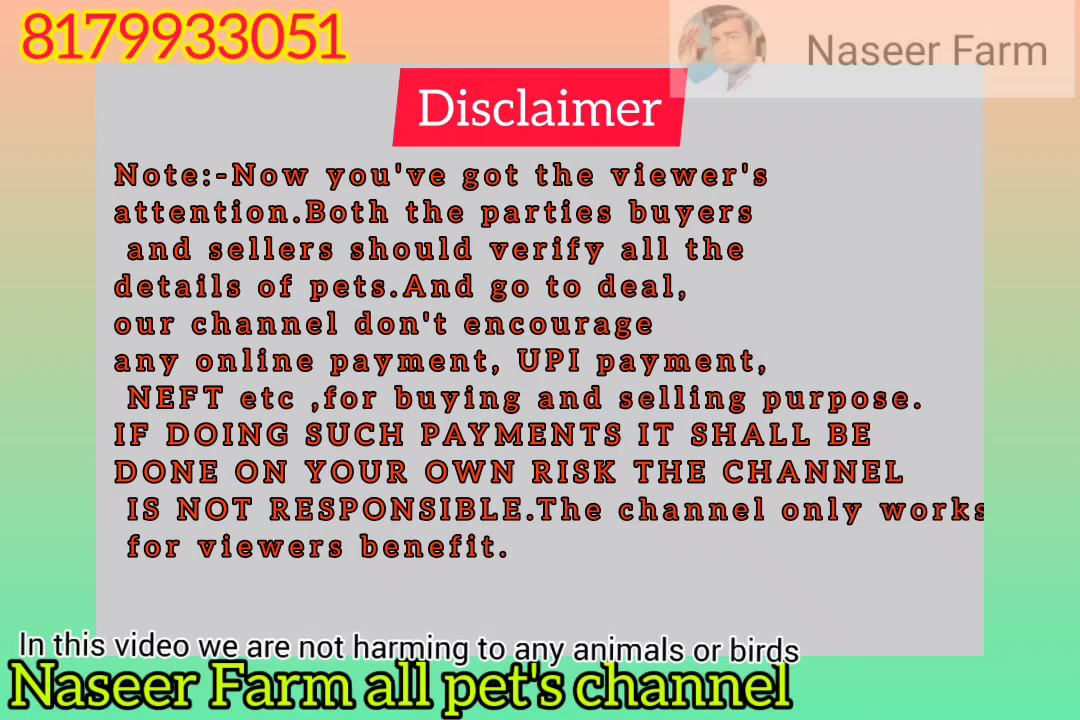 8179933051
Naseer Farm
Disclaimer
Note:-Now you've got the viewer's
attention.Both the parties buyers
and sellers should verify all the
details of pets.And go to deal,
our channel don't encourage
any online payment, UPI payment,
NEFT etc ,for buying and selling purpose.
IF DOING SUCH PAYMENTS IT SHALL BE
DONE ON YOUR OWN RISK THE CHANNEL
IS NOT RESPONSIBLE.The channel only works
for viewers benefit.
In this video we are not harming to any animals or birds
Naseer Farm all pet's channel